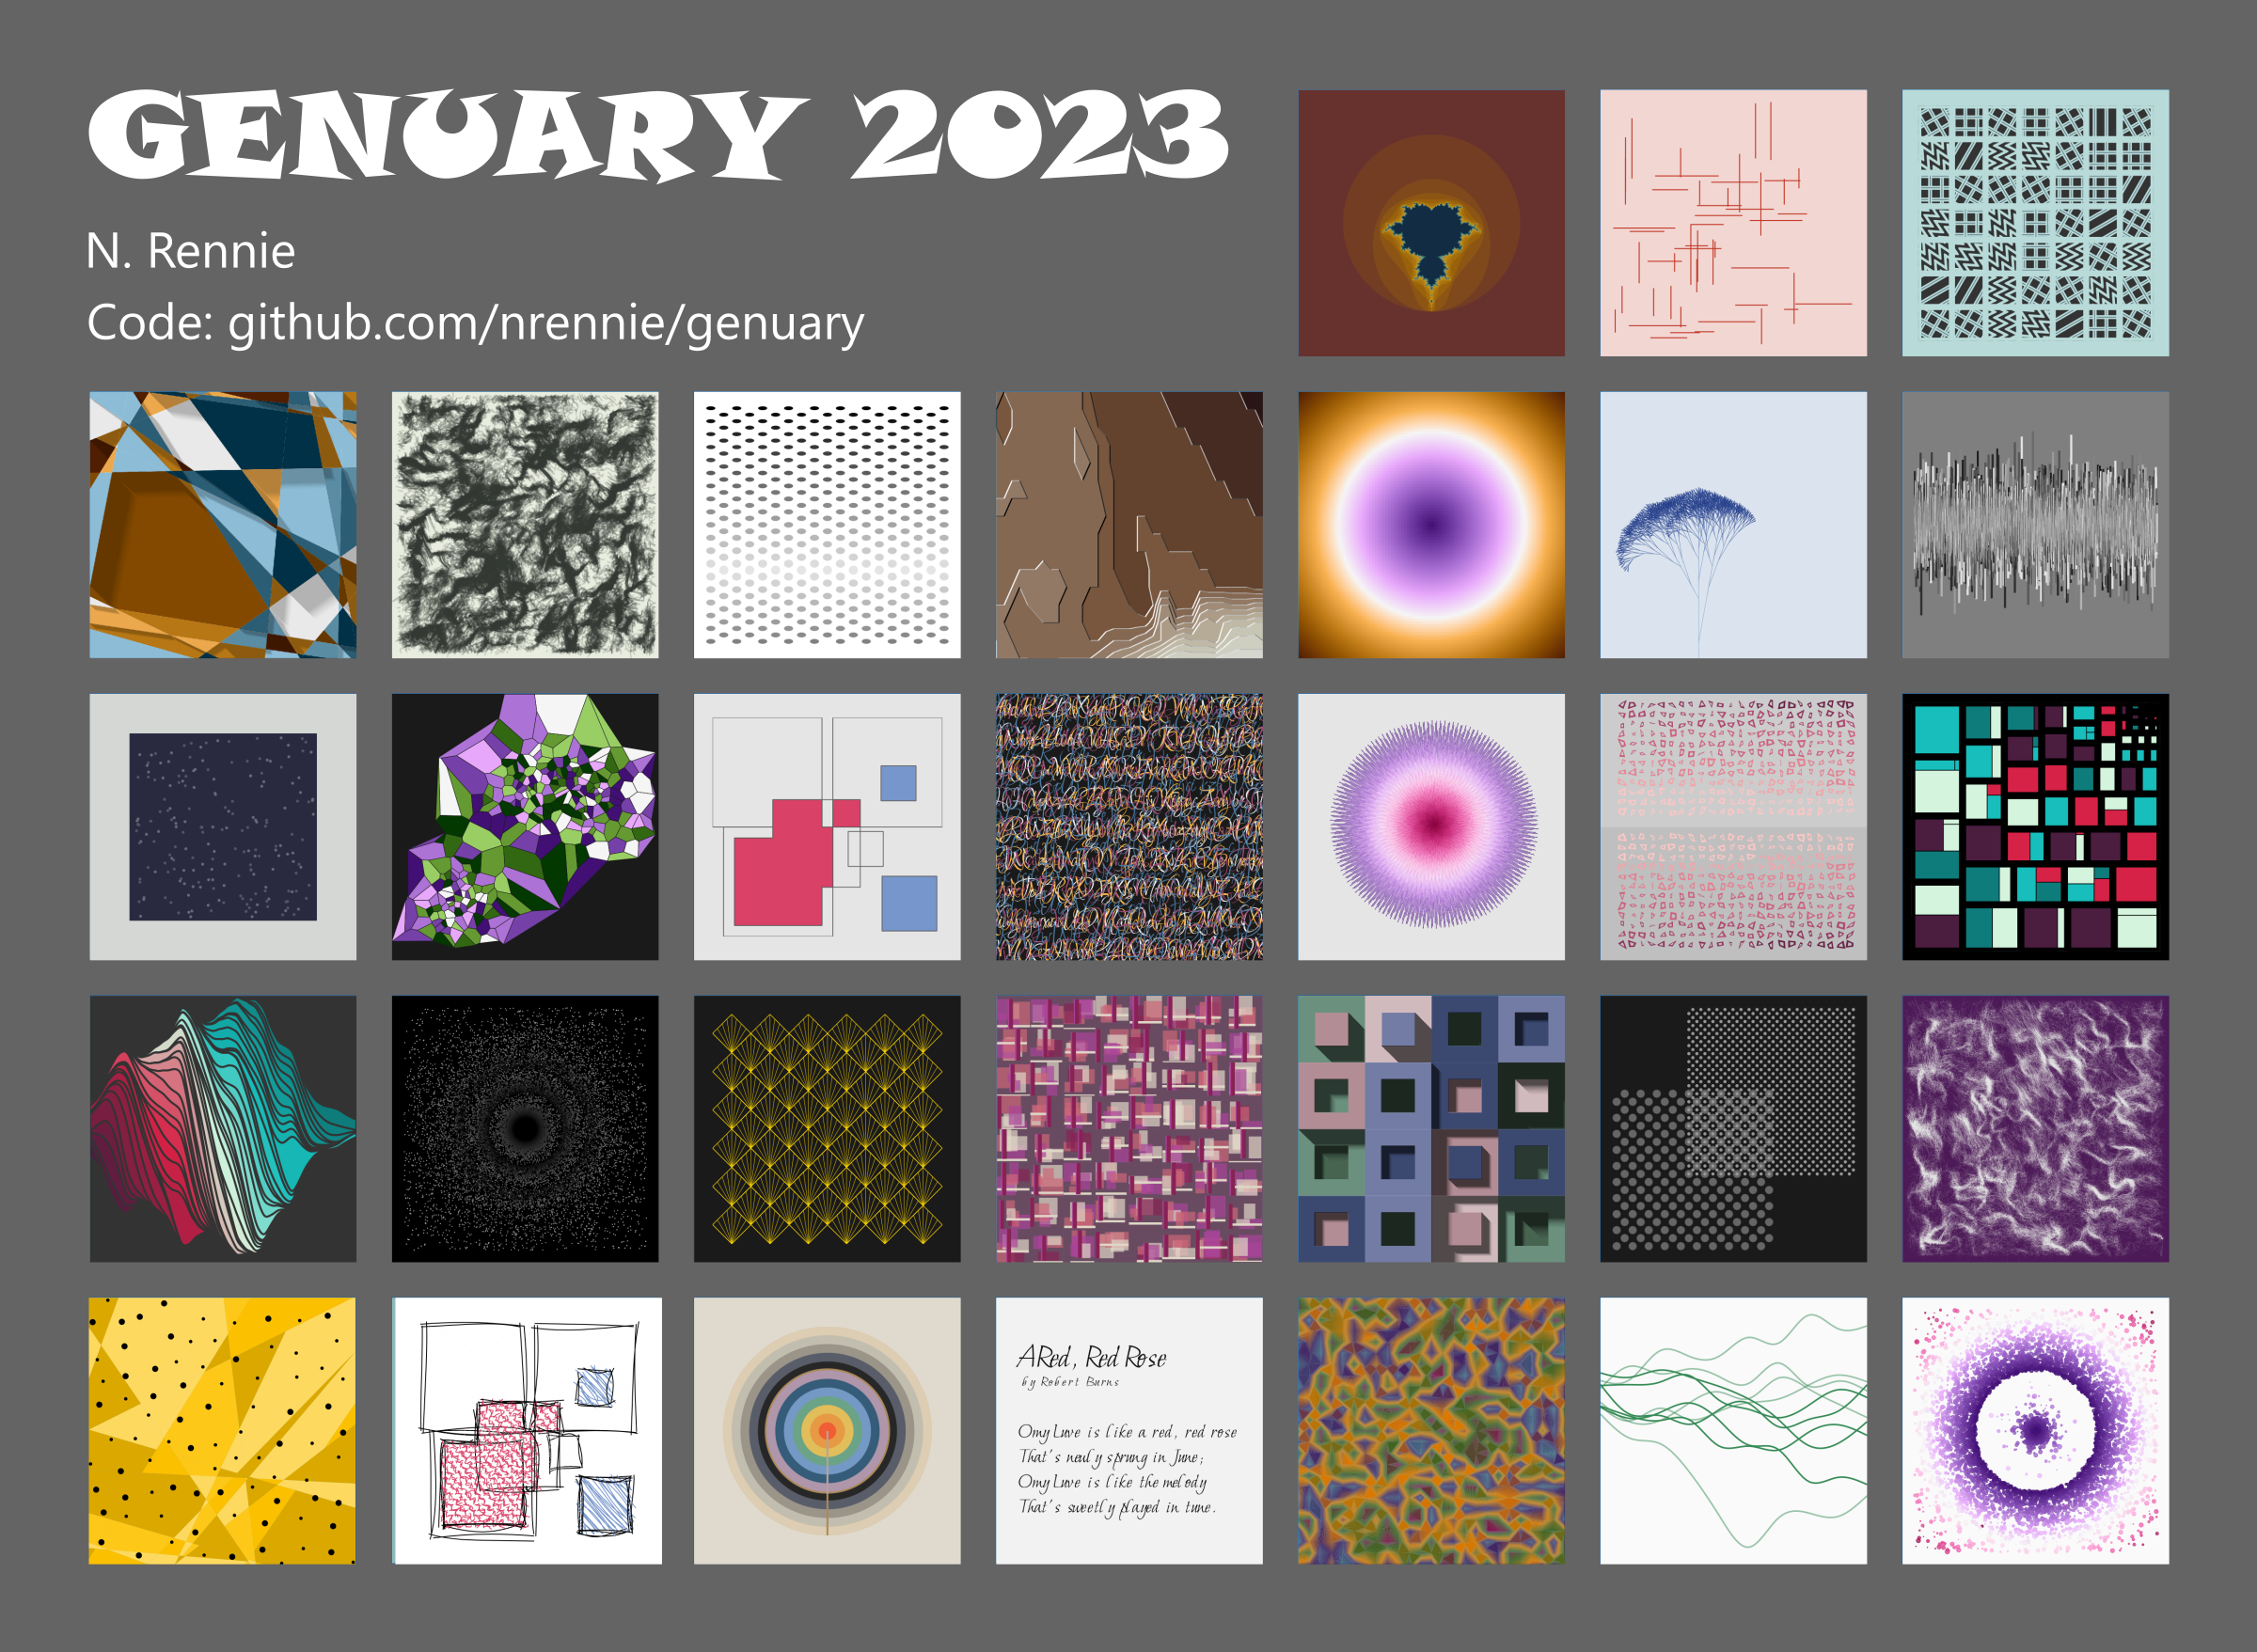 GENUARY 2023
N. Rennie
Code: github.com/nrennie/genuary
A Red, Red Rose
by Robert Burns
O my Luve is like a red, red rose
That's newly sprung in June;
O my Luve is like the melody
That's sweetly played in tune.